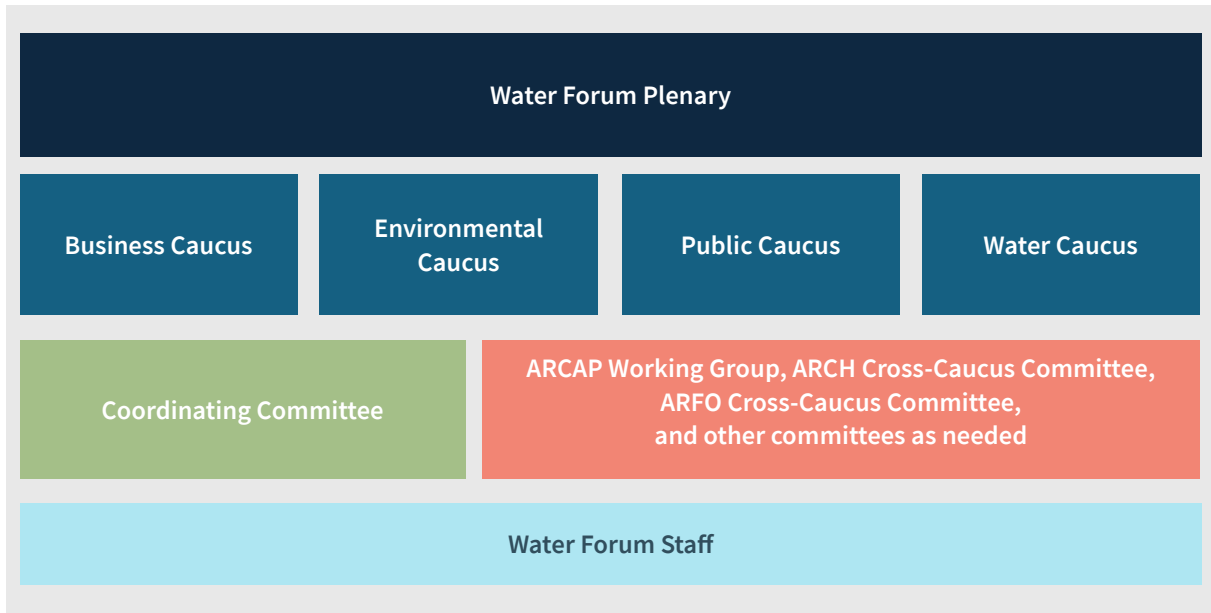 Water Forum Plenary
Business Caucus
Environmental
Caucus
Public Caucus
Water Caucus
Coordinating Committee
ARCAP Working Group, ARCH Cross-Caucus Committee,
ARFO Cross-Caucus Committee,
and other committees as needed
Water Forum Staff